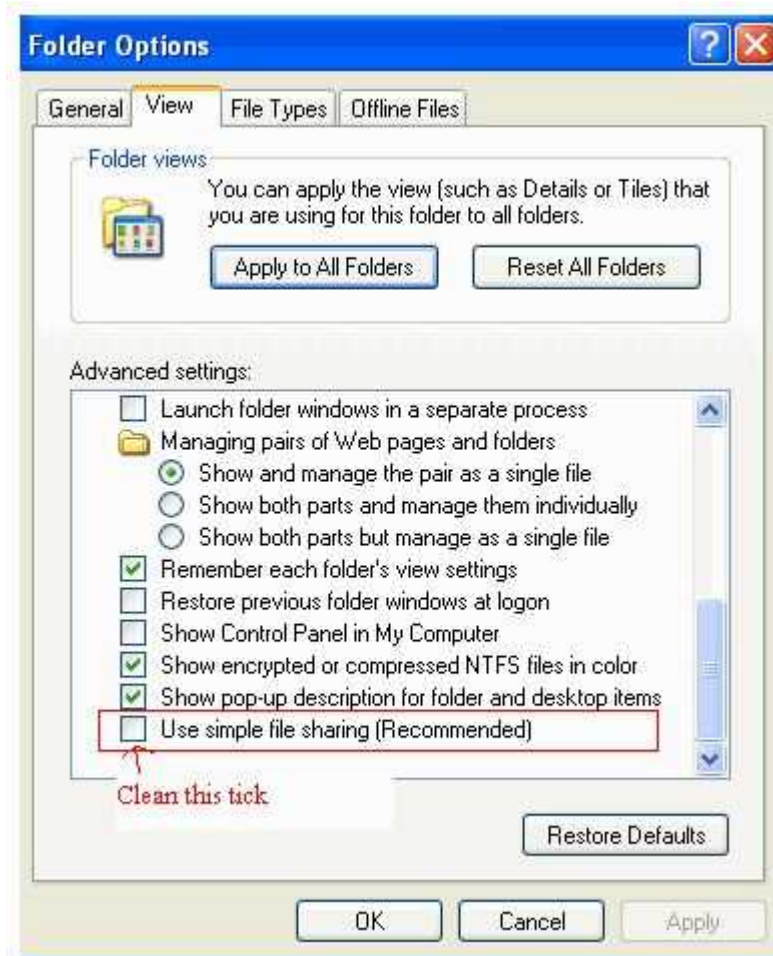 Folder Options
General View File Types Offline Files
Folder views
You can apply the view (such as Details or Tiles) that
you are using for this folder to all folders.
Apply to All Folders Reset All Folders
Advanced settings:
Launch folder windows in a separate process
Managing pairs of Web pages and folders
Show and manage the pair as a single file
Show both parts and manage them individually
Show both parts but manage as a single file
Remember each folder's view settings
Restore previous folder windows at logon
Show Control Panel in My Computer
Show encrypted or compressed NTFS files in color
Show pop-up description for folder and desktop items
Use simple file sharing (Recommended)
Clean this tick
Restore Defaults
OK Cancel Apply